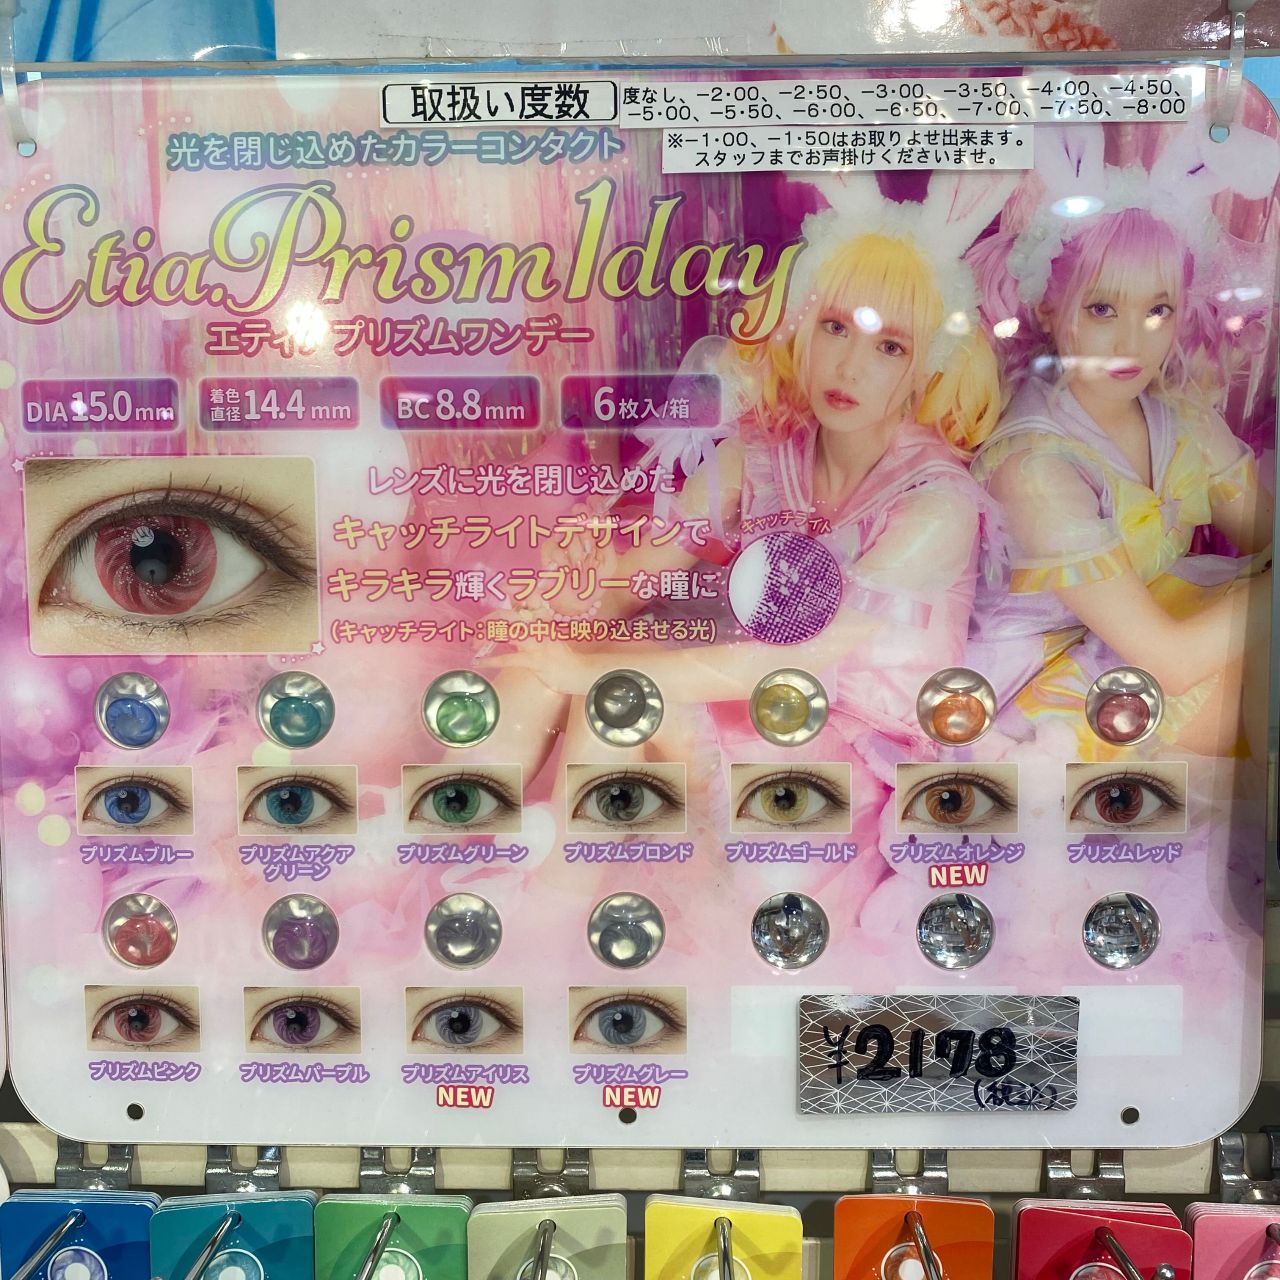 取扱い度数
度なし、-2・00、-2・50、-3・00、-3・50、-4・00、-4・50、
-5・00、-5・50、-6・00、-6・50、-7・00、-7・50、-8・00
※-1・00、-1・50はお取りよせ出来ます。
スタッフまでお声掛けくださいませ。
光を閉じ込めたカラーコンタクト
Etia.Prism1day
エティア プリズムワンデー
DIA 15.0mm
着色直径 14.4mm
BC 8.8mm
6枚入/箱
レンズに光を閉じ込めた
キャッチライトデザインで
キラキラ輝くラブリーな瞳に
(キャッチライト:瞳の中に映り込ませる光)
キャッチライト
プリズムブルー
プリズムアクア
グリーン
プリズムグリーン
プリズムブロンド
プリズムゴールド
プリズムオレンジ
NEW
プリズムレッド
プリズムピンク
プリズムパープル
プリズムアイリス
NEW
プリズムグレー
NEW
¥2178
(税込)